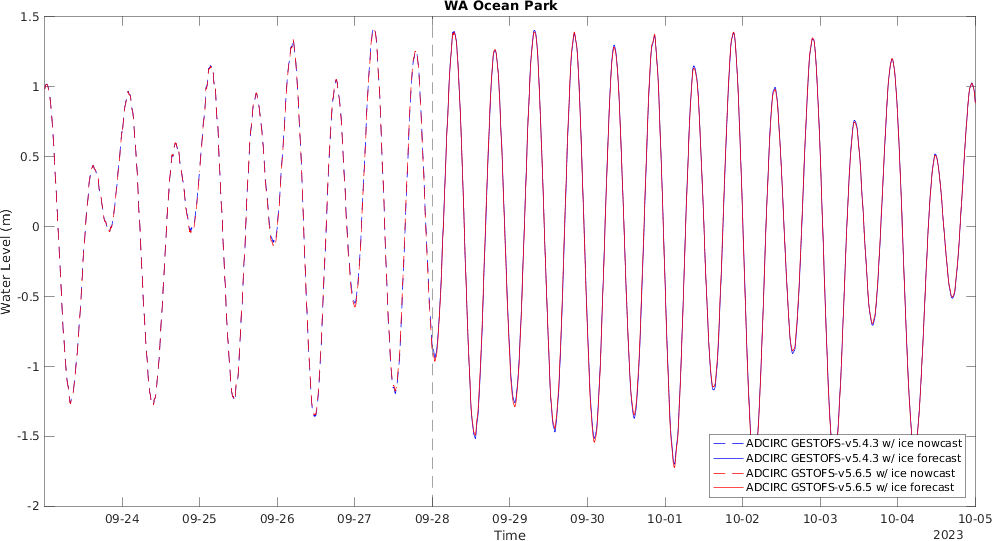 WA Ocean Park
1.5
1
0.5
0
-0.5
-1
-1.5
-2
Water Level (m)
ADCIRC GESTOFS-v5.4.3 w/ ice nowcast
ADCIRC GESTOFS-v5.4.3 w/ ice forecast
ADCIRC GSTOFS-v5.6.5 w/ ice nowcast
ADCIRC GSTOFS-v5.6.5 w/ ice forecast
09-24 09-25 09-26 09-27 09-28 09-29 09-30 10-01 10-02 10-03 10-04 10-05
Time
2023